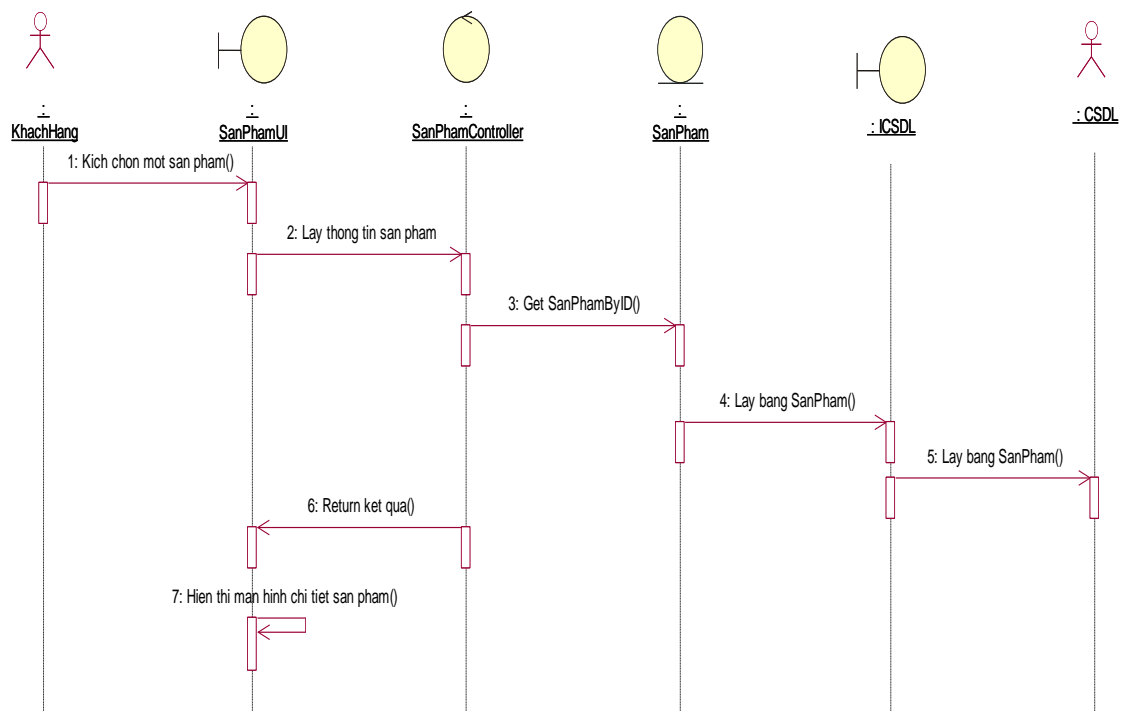 :
KhachHang
:
SanPhamUI
:
SanPhamController
:
SanPham
: ICSDL
: CSDL
1: Kich chon mot san pham()
2: Lay thong tin san pham
3: Get SanPhamByID()
4: Lay bang SanPham()
5: Lay bang SanPham()
6: Return ket qua()
7: Hien thi man hinh chi tiet san pham()